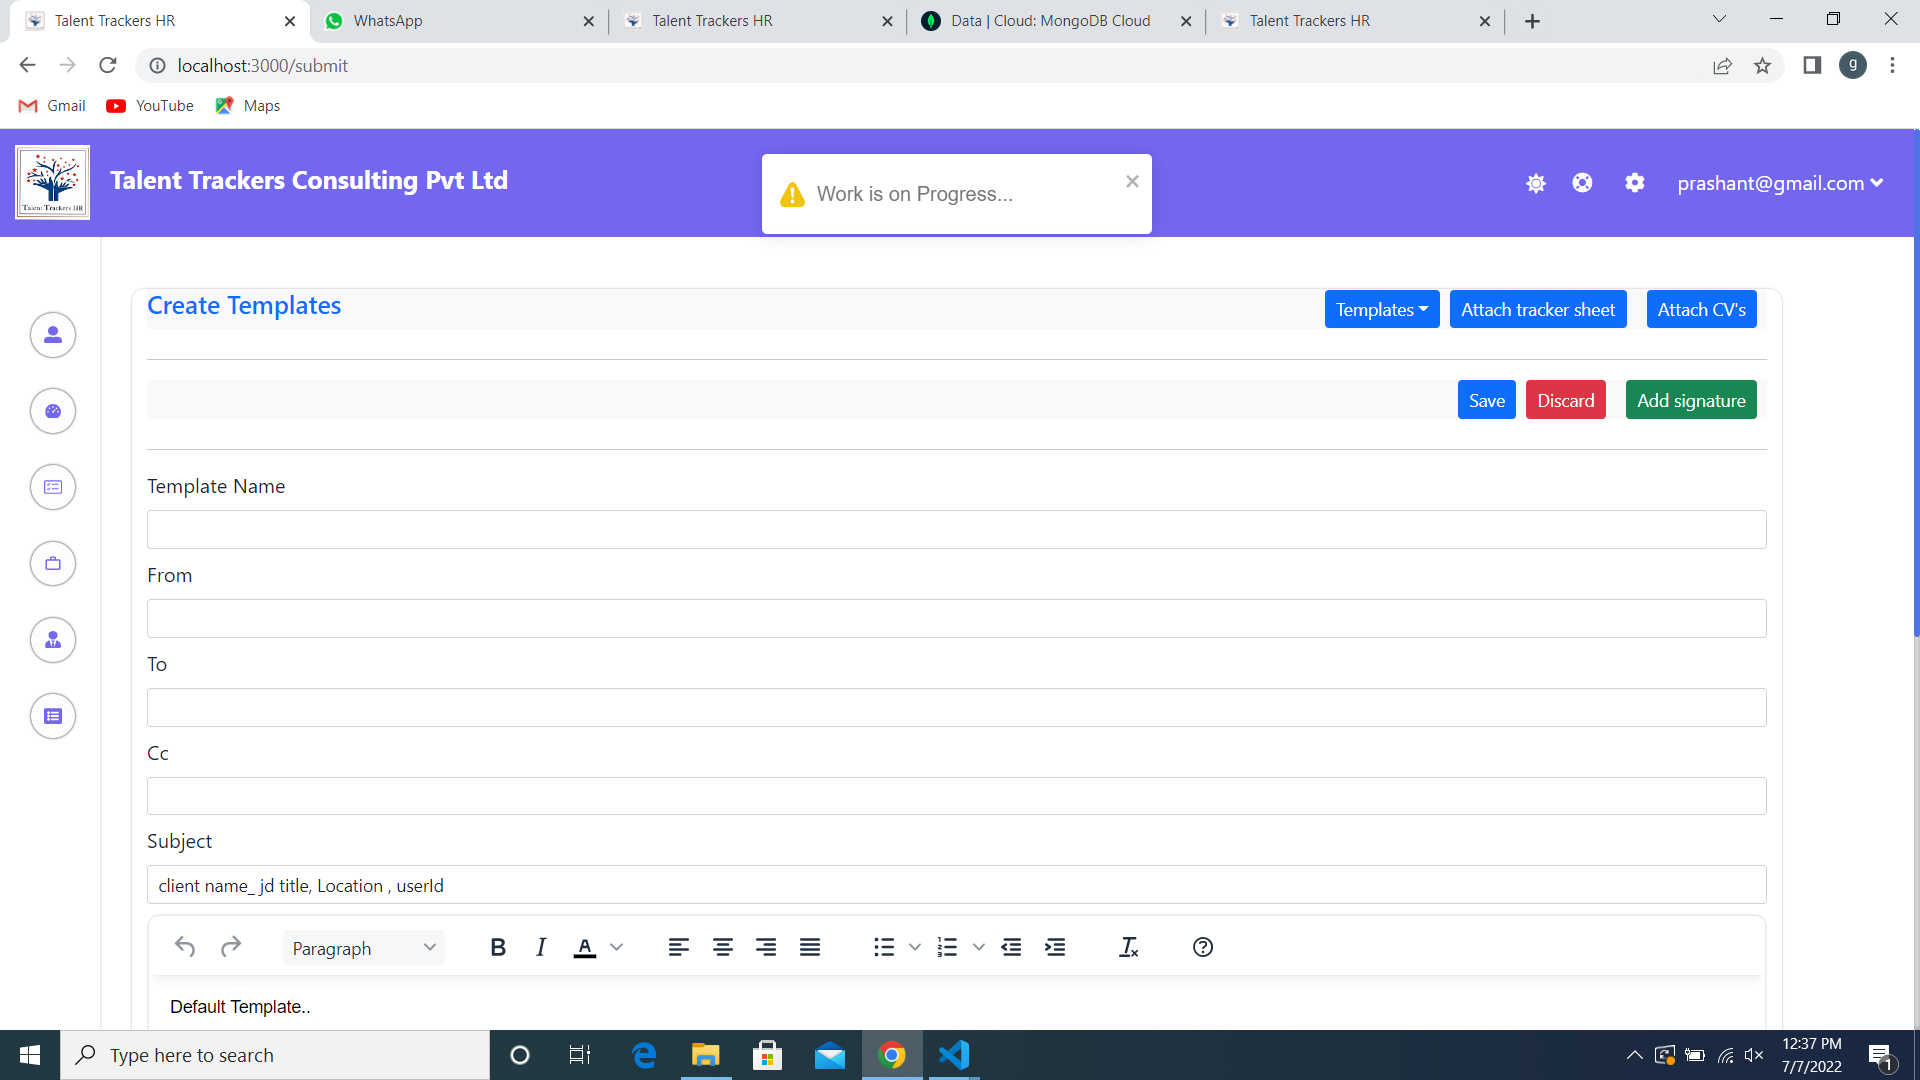 Talent Trackers HR
WhatsApp
Talent Trackers HR
Data | Cloud: MongoDB Cloud
Talent Trackers HR
localhost:3000/submit
g
Gmail
YouTube
Maps
Talent Trackers HR
Talent Trackers Consulting Pvt Ltd
Work is on Progress...
prashant@gmail.com
Create Templates
Templates
Attach tracker sheet
Attach CV's
Save
Discard
Add signature
Template Name
From
To
Cc
Subject
client name_ jd title, Location , userId
Paragraph
B
I
A
Default Template..
Type here to search
12:37 PM
7/7/2022
1